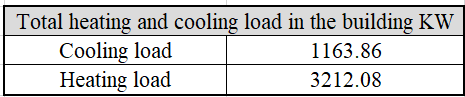 Total heating and cooling load in the building KW
Cooling load 1163.86
Heating load 3212.08